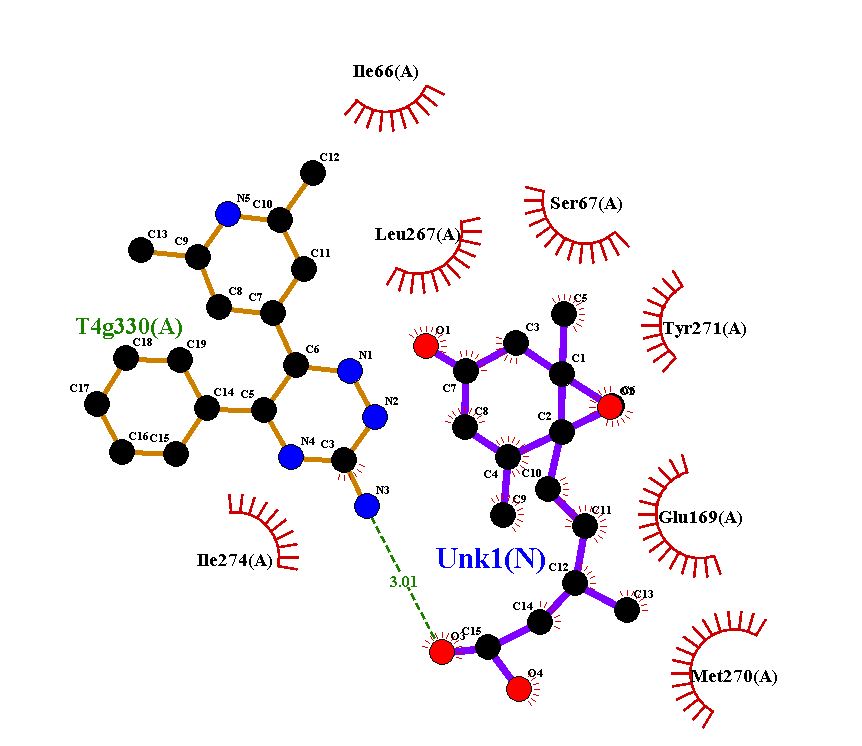 Ile66(A)
C12
N5
C10
Ser67(A)
C13
C9
Leu267(A)
C11
C8
C7
C5
T4g330(A)
O1
C3
Tyr271(A)
C18
C19
C6
N1
C1
C7
C17
C14
C5
N2
C8
C2
C16
C15
N4
C3
C4
C10
N3
C9
C11
Glu169(A)
Ile274(A)
Unk1(N)
C12
3.01
C13
C14
O3
C15
O4
Met270(A)